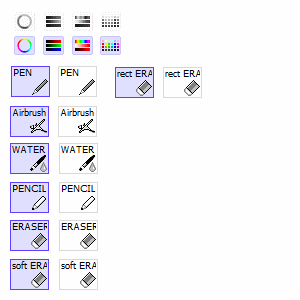 PEN PEN rect ERA rect ERA
Airbrush Airbrush
WATER WATER
PENCIL PENCIL
ERASER ERASER
soft ERA soft ERA